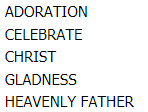 ADORATION
CELEBRATE
CHRIST
GLADNESS
HEAVENLY FATHER